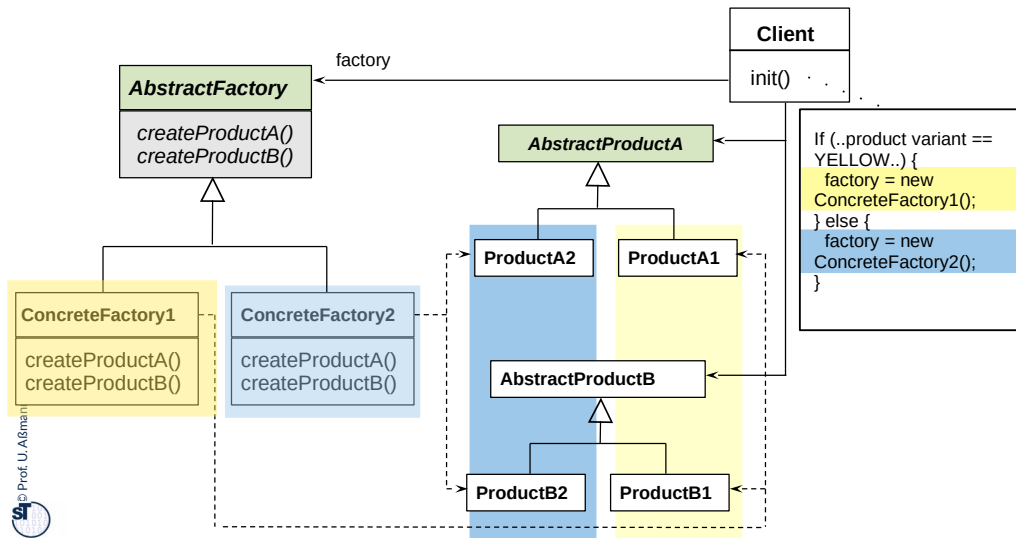 Client
init()
factory
AbstractFactory
createProductA()
createProductB()
AbstractProductA
If (..product variant ==
YELLOW..) {
factory = new
ConcreteFactory1();
} else {
factory = new
ConcreteFactory2();
}
ProductA2
ProductA1
ConcreteFactory1
createProductA()
createProductB()
ConcreteFactory2
createProductA()
createProductB()
AbstractProductB
ProductB2
ProductB1
© Prof. U. Aßmann
ST